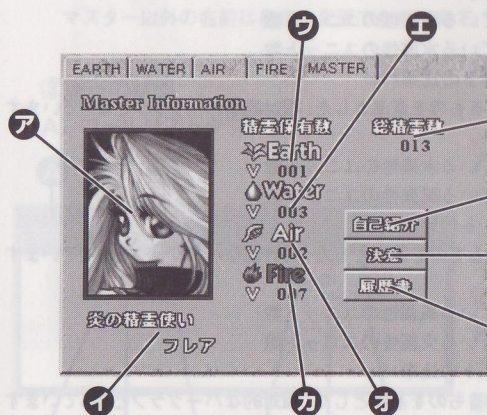 ウ
エ
EARTH WATER AIR FIRE MASTER
Master Information
ア
精霊保有数
総精霊数
Earth
013
V 001
Water
V 003
Air
自己紹介
V 002
決定
Fire
履歴書
V 007
炎の精霊使い
フレア
イ
カ
オ